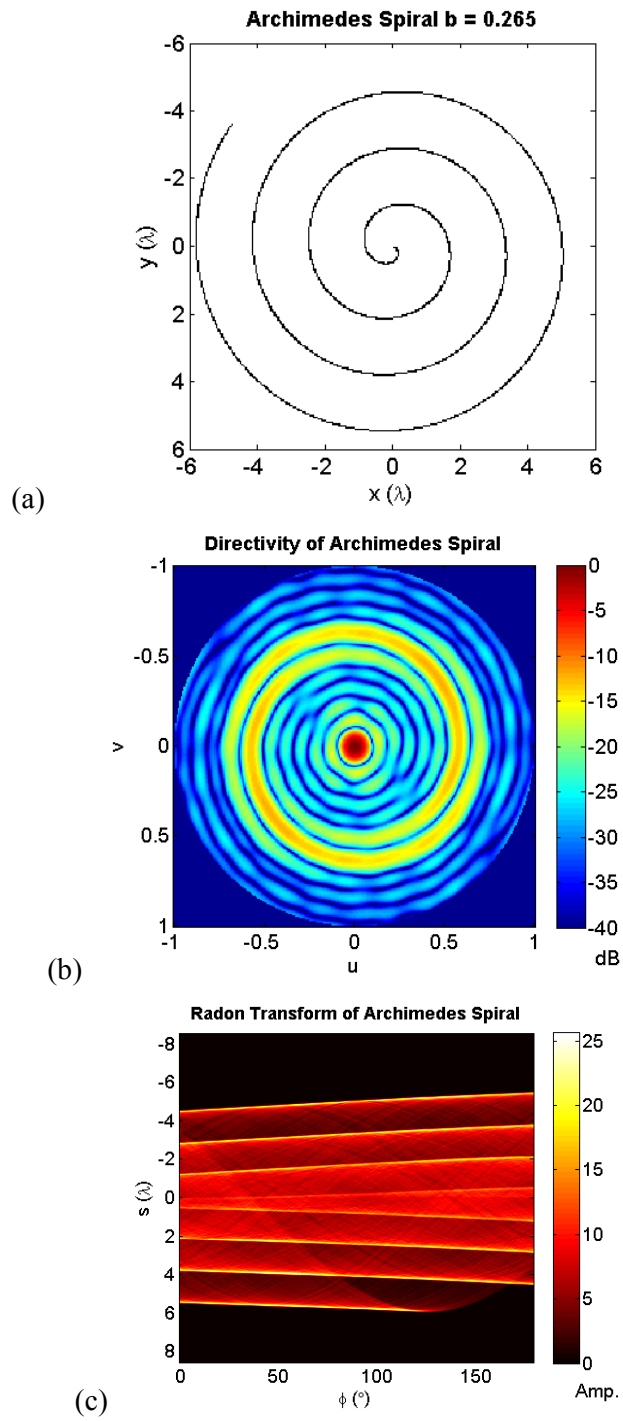 Archimedes Spiral b = 0.265
-6
-4
-2
0
2
4
6
y (λ)
-6 -4 -2 0 2 4 6
x (λ)
(a)
Directivity of Archimedes Spiral
-1
-0.5
0
0.5
1
v
-1 -0.5 0 0.5 1
u
0
-5
-10
-15
-20
-25
-30
-35
-40
dB
(b)
Radon Transform of Archimedes Spiral
-8
-6
-4
-2
0
2
4
6
8
s (λ)
0 50 100 150
ϕ (°)
25
20
15
10
5
0
Amp.
(c)